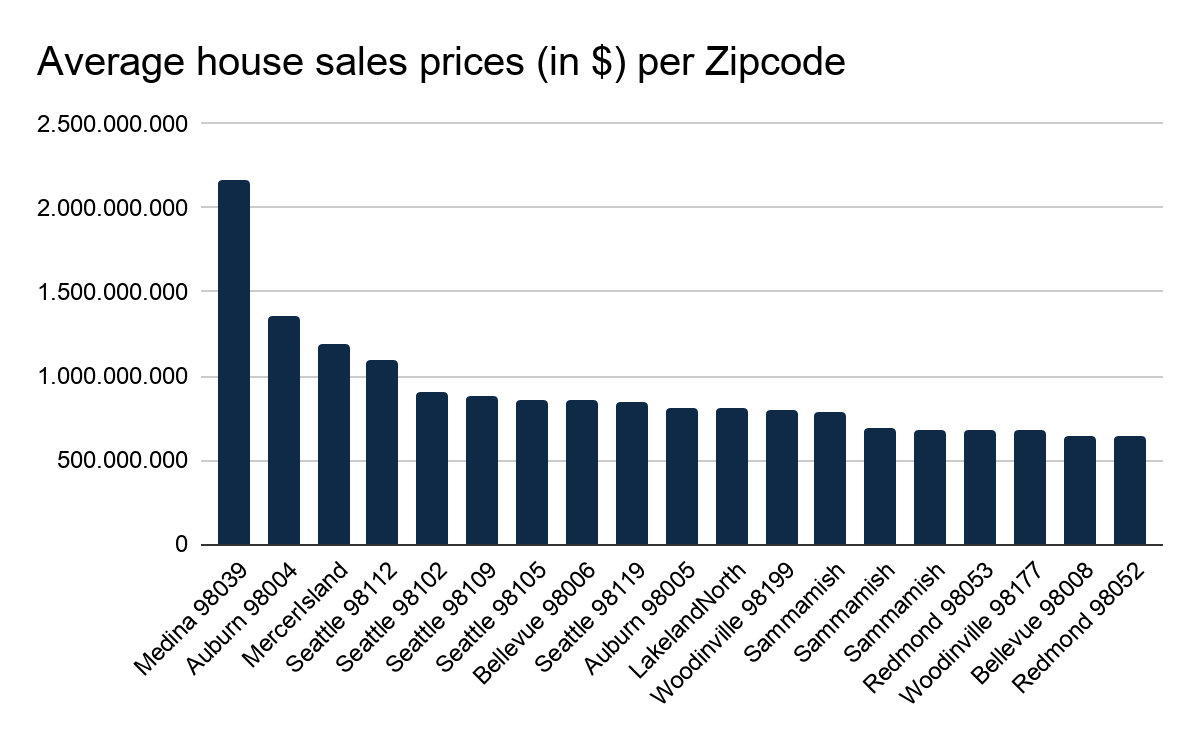 Average house sales prices (in $) per Zipcode
2.500.000.000
2.000.000.000
1.500.000.000
1.000.000.000
500.000.000
0
Medina 98039
Auburn 98004
MercerIsland
Seattle 98112
Seattle 98102
Seattle 98109
Seattle 98105
Bellevue 98006
Seattle 98119
Auburn 98005
LakelandNorth
Woodinville 98199
Sammamish
Sammamish
Sammamish
Redmond 98053
Woodinville 98177
Bellevue 98008
Redmond 98052